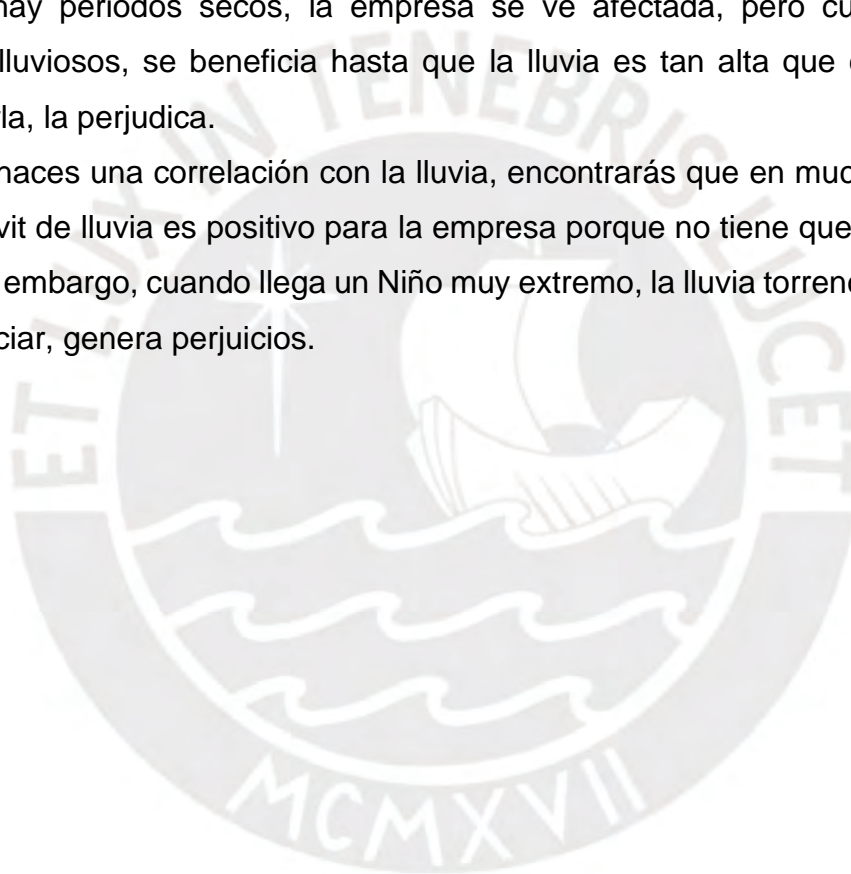 hay periodos secos, la empresa se ve afectada, pero cu
lluviosos, se beneficia hasta que la lluvia es tan alta que
la, la perjudica.
haces una correlación con la lluvia, encontrarás que en muc
vit de lluvia es positivo para la empresa porque no tiene que
embargo, cuando llega un Niño muy extremo, la lluvia torrenc
ciar, genera perjuicios.
ET LUX IN TENEBRIS LUCET
MCMXVII